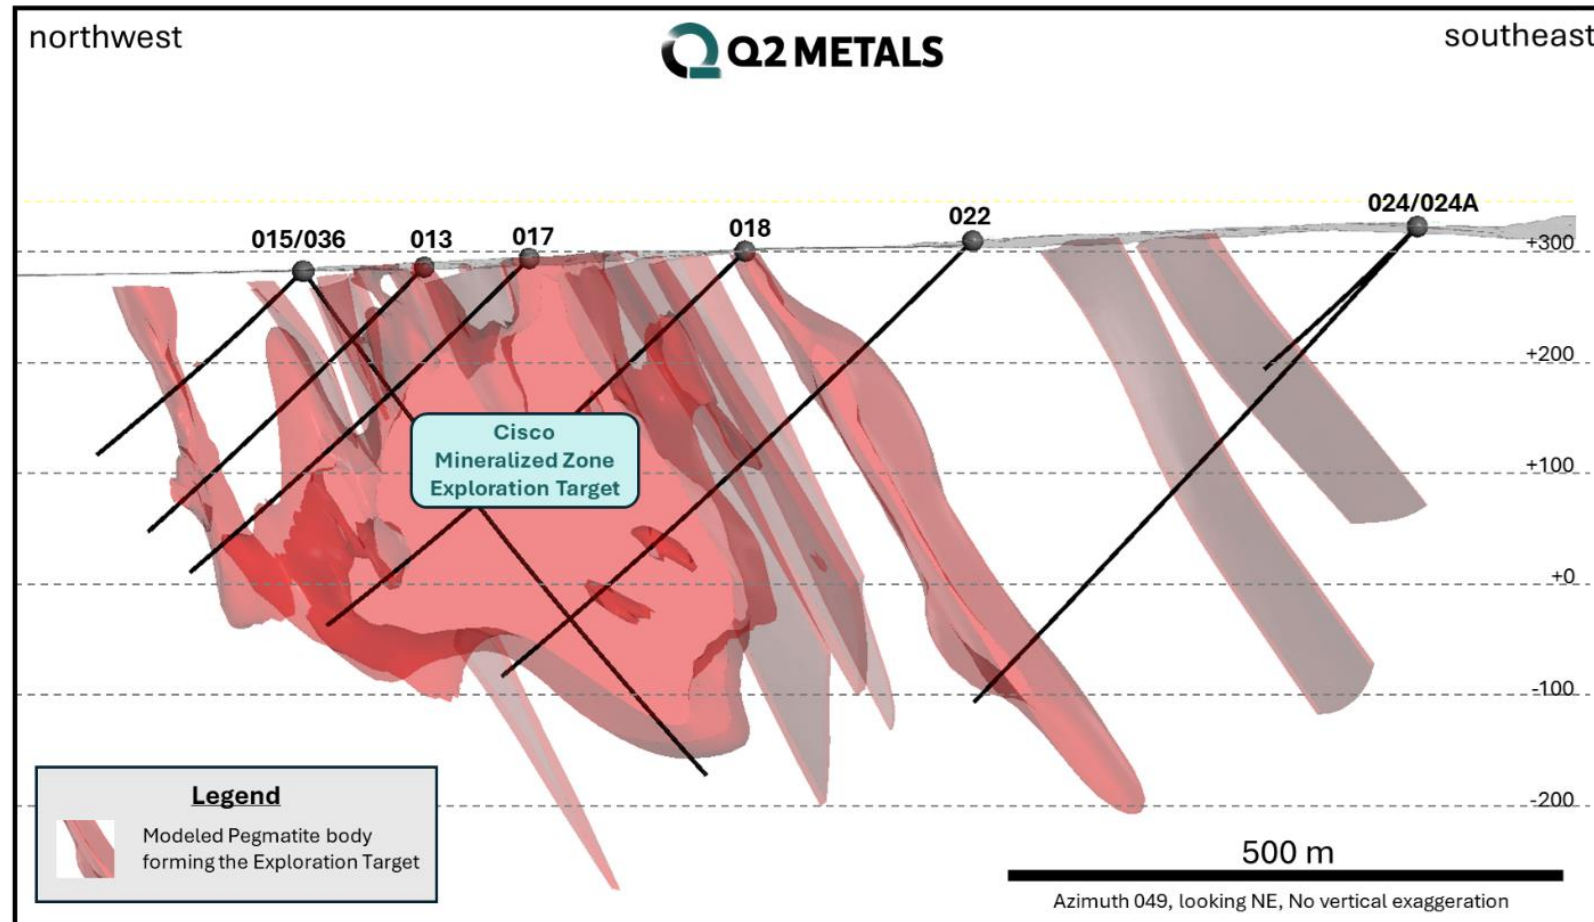 northwest
Q2 METALS
southeast
015/036
013
017
018
022
024/024A
+300
+200
+100
+0
-100
-200
Cisco
Mineralized Zone
Exploration Target
Legend
Modeled Pegmatite body
forming the Exploration Target
500 m
Azimuth 049, looking NE, No vertical exaggeration